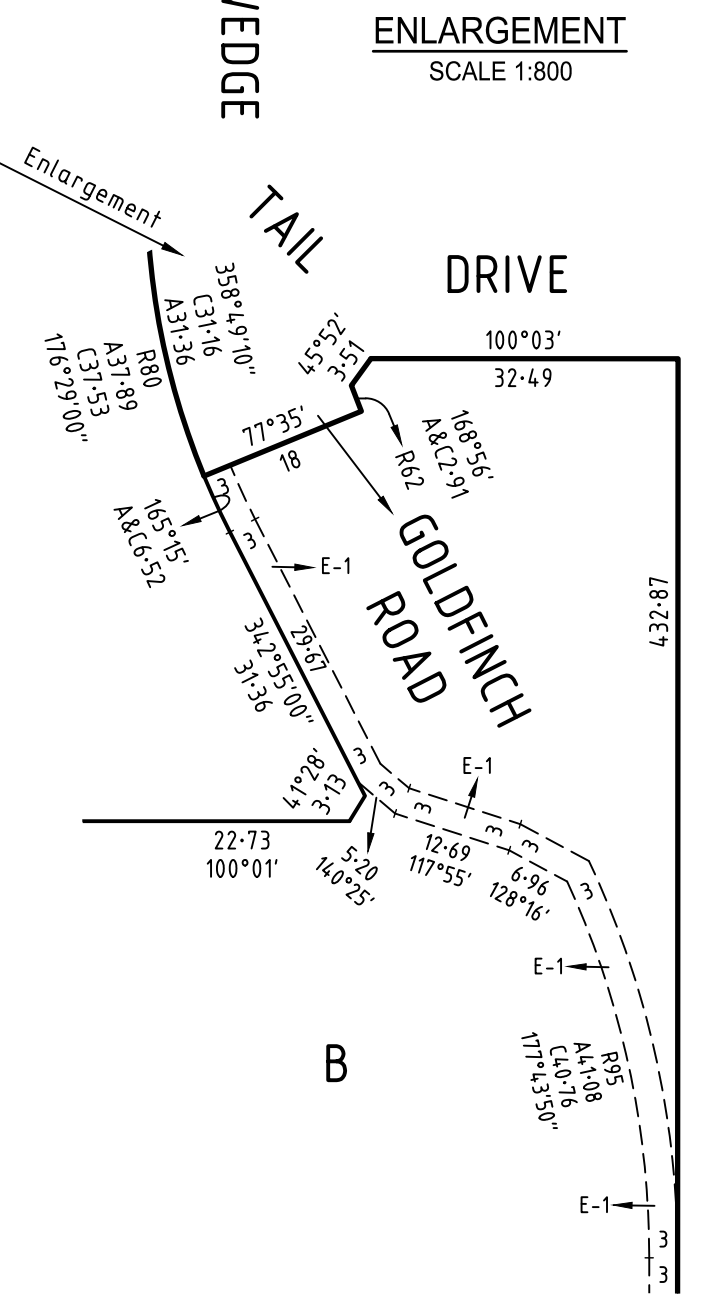 ENLARGEMENT
SCALE 1:800
EDGE
TAIL
DRIVE
Enlargement
358°49'10"
C31·16
A31·36
R80
A37·89
C37·53
176°29'00"
45°52'
3·51
100°03'
32·49
77°35'
18
168°56'
A&C2·91
R62
3
3
165°15'
A&C6·52
E-1
GOLDFINCH
ROAD
432·87
29·67
342°55'00"
31·36
3
41°28'
3·13
3
3
E-1
3
3
22·73
100°01'
5·20
140°25'
12·69
117°55'
6·96
128°16'
3
E-1
B
R95
A41·08
C40·76
177°43'50"
E-1
3
3